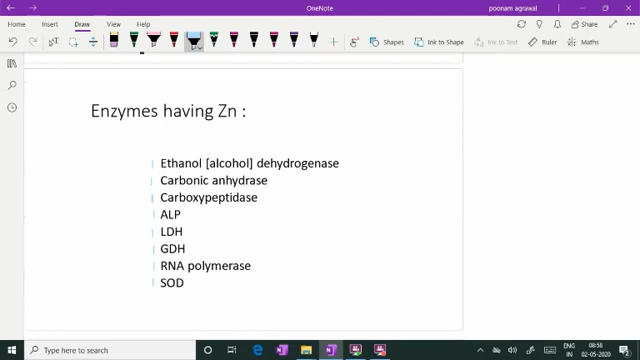 OneNote
poonam agrawal
Home Insert Draw View Help Class Notebook
Share
Shapes Ink to Shape Ink to Text Ruler Maths
Enzymes having Zn :
Ethanol [alcohol] dehydrogenase
Carbonic anhydrase
Carboxypeptidase
ALP
LDH
GDH
RNA polymerase
SOD
Type here to search
ENG 08:58
IN 02-05-2020